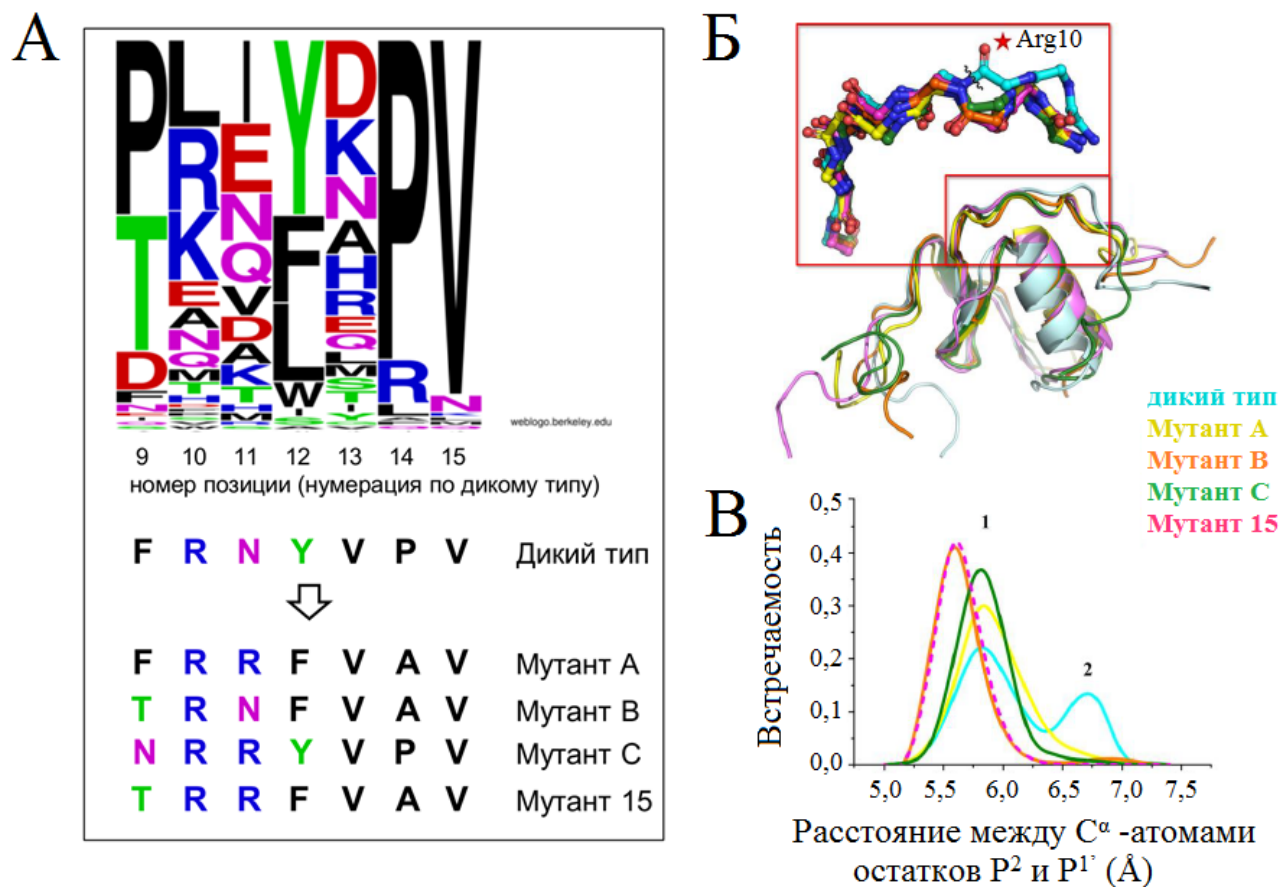 А
P L I Y D P V
T R E F K R N
D K N L N L
F E Q W A
N A V I H
N D R
Q A E
M K Q
T T L
H H M
M S
T
weblogo.berkeley.edu
9 10 11 12 13 14 15
номер позиции (нумерация по дикому типу)
F R N Y V P V Дикий тип
F R R F V A V Мутант А
T R N F V A V Мутант В
N R R Y V P V Мутант С
T R R F V A V Мутант 15
Б
Arg10
дикий тип
Мутант А
Мутант В
Мутант С
Мутант 15
В
Встречаемость
0,5
0,4
0,3
0,2
0,1
0,0
1
2
5,0 5,5 6,0 6,5 7,0 7,5
Расстояние между Cα -атомами
остатков P2 и P1’ (Å)